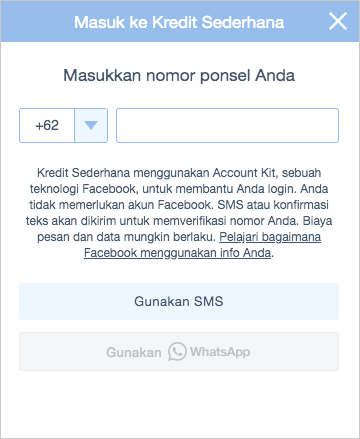 Masuk ke Kredit Sederhana
Masukkan nomor ponsel Anda
+62
Kredit Sederhana menggunakan Account Kit, sebuah
teknologi Facebook, untuk membantu Anda login. Anda
tidak memerlukan akun Facebook. SMS atau konfirmasi
teks akan dikirim untuk memverifikasi nomor Anda. Biaya
pesan dan data mungkin berlaku. Pelajari bagaimana
Facebook menggunakan info Anda.
Gunakan SMS
Gunakan WhatsApp